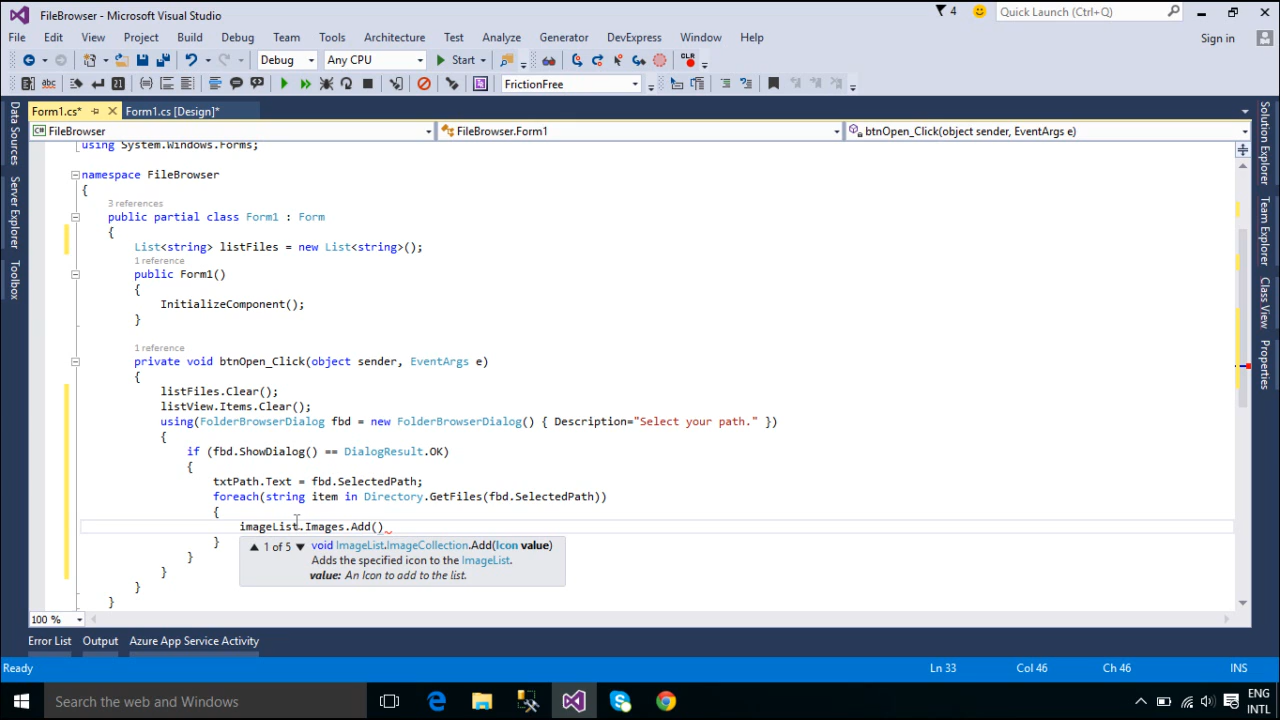 FileBrowser - Microsoft Visual Studio
4
Quick Launch (Ctrl+Q)
File Edit View Project Build Debug Team Tools Architecture Test Analyze Generator DevExpress Window Help
Sign in
Debug Any CPU Start CLR
abc 21 FrictionFree
Form1.cs* Form1.cs [Design]*
FileBrowser FileBrowser.Form1 btnOpen_Click(object sender, EventArgs e)
Data Sources
Server Explorer
Toolbox
using System.Windows.Forms;
namespace FileBrowser
{
3 references
public partial class Form1 : Form
{
List<string> listFiles = new List<string>();
1 reference
public Form1()
{
InitializeComponent();
}
1 reference
private void btnOpen_Click(object sender, EventArgs e)
{
listFiles.Clear();
listView.Items.Clear();
using(FolderBrowserDialog fbd = new FolderBrowserDialog() { Description="Select your path." })
{
if (fbd.ShowDialog() == DialogResult.OK)
{
txtPath.Text = fbd.SelectedPath;
foreach(string item in Directory.GetFiles(fbd.SelectedPath))
{
imageList.Images.Add()
}
1 of 5 void ImageList.ImageCollection.Add(Icon value)
Adds the specified icon to the ImageList.
value: An Icon to add to the list.
}
}
}
}
Solution Explorer
Team Explorer
Class View
Properties
100 %
Error List Output Azure App Service Activity
Ready Ln 33 Col 46 Ch 46 INS
Search the web and Windows
ENG
INTL